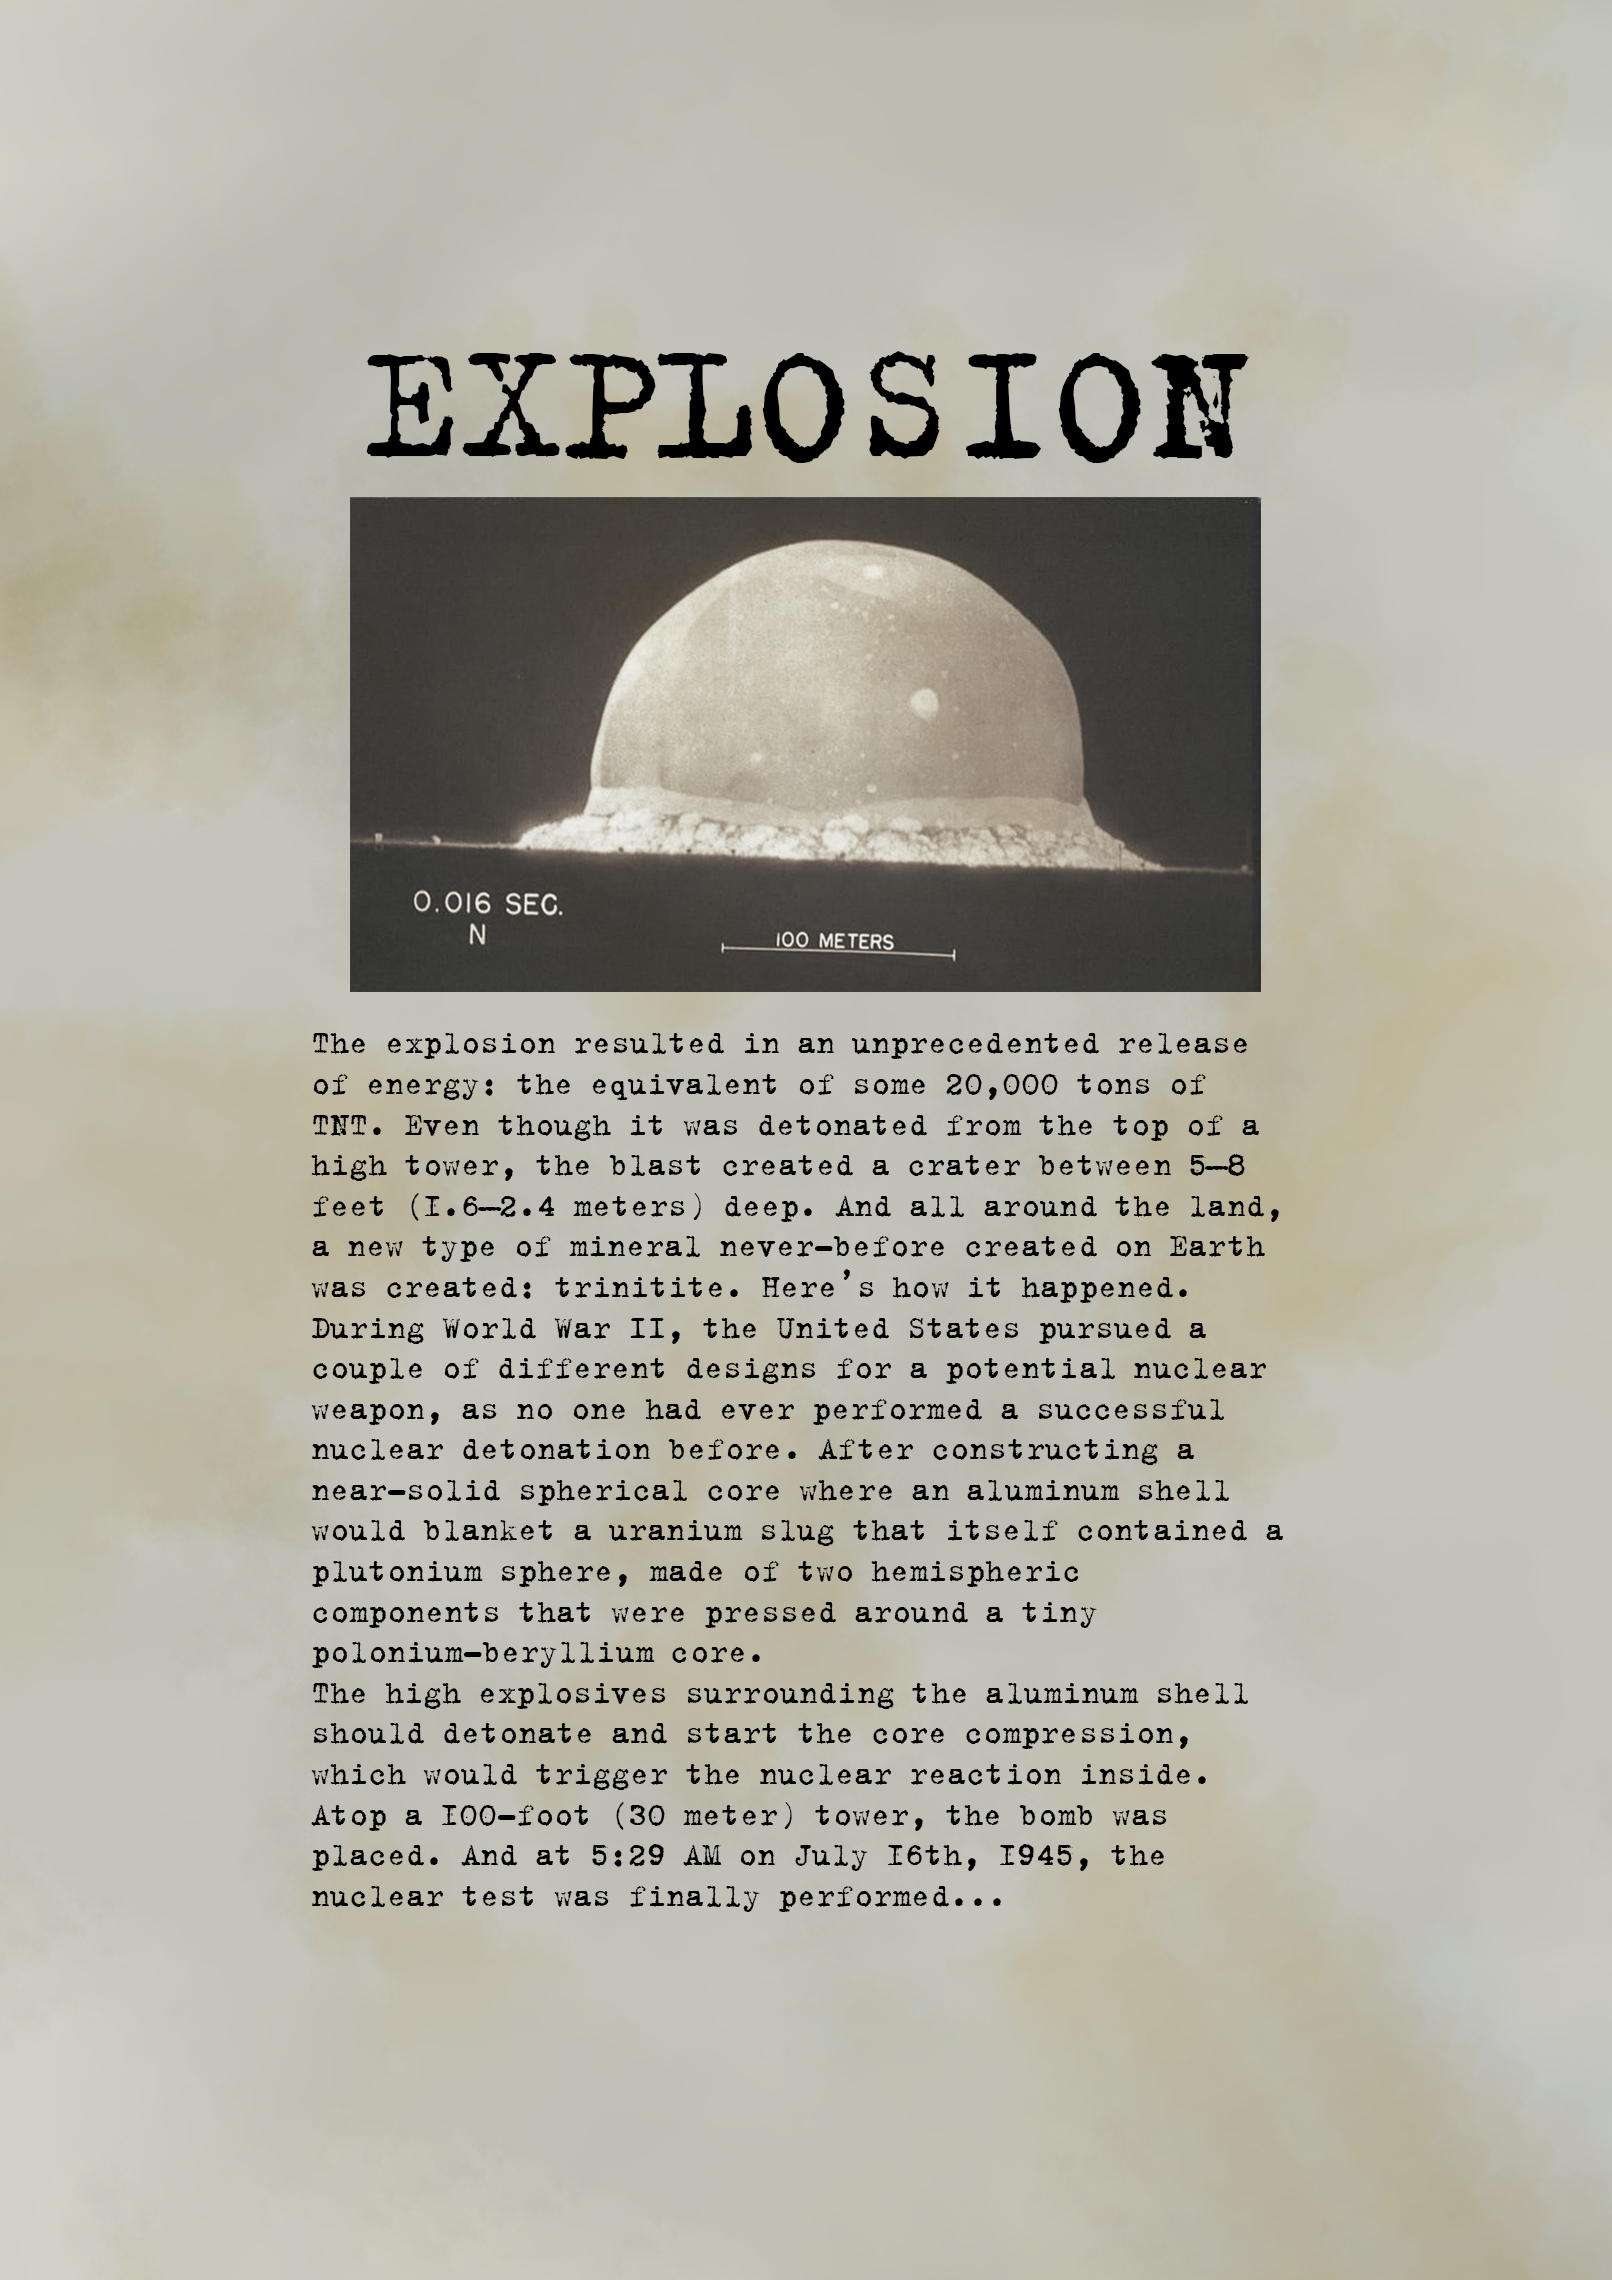 EXPLOSION
0.016 SEC.
N
100 METERS
The explosion resulted in an unprecedented release
of energy: the equivalent of some 20,000 tons of
TNT. Even though it was detonated from the top of a
high tower, the blast created a crater between 5—8
feet (1.6—2.4 meters) deep. And all around the land,
a new type of mineral never-before created on Earth
was created: trinitite. Here's how it happened.
During World War II, the United States pursued a
couple of different designs for a potential nuclear
weapon, as no one had ever performed a successful
nuclear detonation before. After constructing a
near-solid spherical core where an aluminum shell
would blanket a uranium slug that itself contained a
plutonium sphere, made of two hemispheric
components that were pressed around a tiny
polonium-beryllium core.
The high explosives surrounding the aluminum shell
should detonate and start the core compression,
which would trigger the nuclear reaction inside.
Atop a 100-foot (30 meter) tower, the bomb was
placed. And at 5:29 AM on July 16th, 1945, the
nuclear test was finally performed...